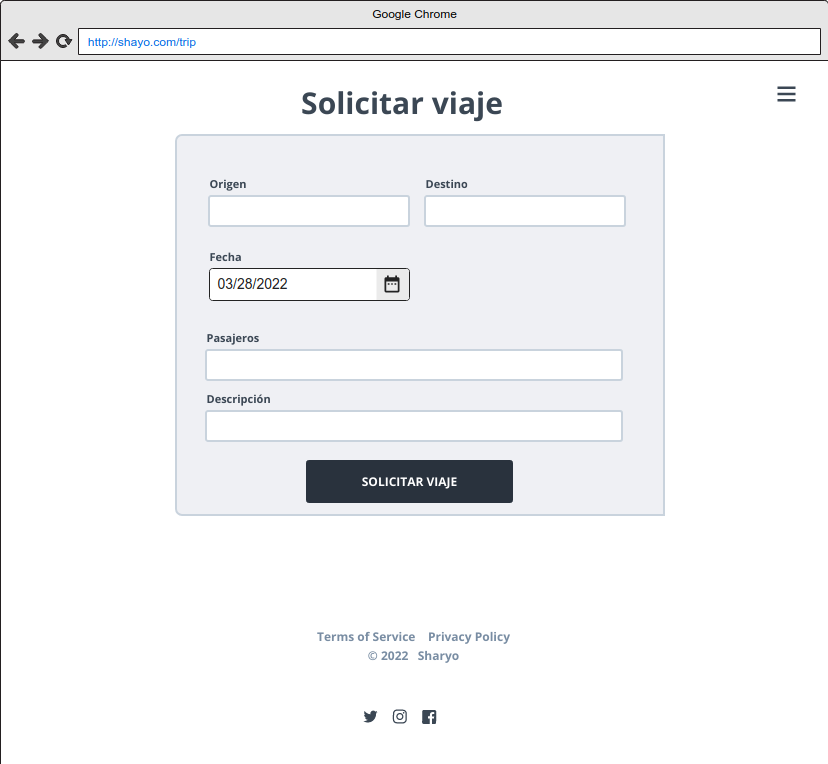 Google Chrome
http://shayo.com/trip
Solicitar viaje
Origen Destino
Fecha
03/28/2022
Pasajeros
Descripción
SOLICITAR VIAJE
Terms of Service Privacy Policy
© 2022 Sharyo